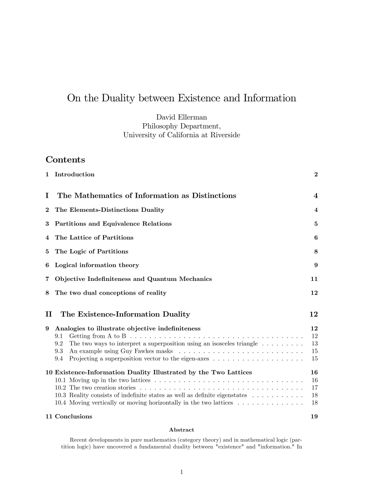 On the Duality between Existence and Information
David Ellerman
Philosophy Department,
University of California at Riverside
Contents
1 Introduction 2
I The Mathematics of Information as Distinctions 4
2 The Elements-Distinctions Duality 4
3 Partitions and Equivalence Relations 5
4 The Lattice of Partitions 6
5 The Logic of Partitions 8
6 Logical information theory 9
7 Objective Indefiniteness and Quantum Mechanics 11
8 The two dual conceptions of reality 12
II The Existence-Information Duality 12
9 Analogies to illustrate objective indefiniteness 12
9.1 Getting from A to B . . . . . . . . . . . . . . . . . . . . . . . . . . . . . . . . . . . . . 12
9.2 The two ways to interpret a superposition using an isosceles triangle . . . . . . . . . . 13
9.3 An example using Guy Fawkes masks . . . . . . . . . . . . . . . . . . . . . . . . . . . 15
9.4 Projecting a superposition vector to the eigen-axes . . . . . . . . . . . . . . . . . . . . 15
10 Existence-Information Duality Illustrated by the Two Lattices 16
10.1 Moving up in the two lattices . . . . . . . . . . . . . . . . . . . . . . . . . . . . . . . . 16
10.2 The two creation stories . . . . . . . . . . . . . . . . . . . . . . . . . . . . . . . . . . . 17
10.3 Reality consists of indefinite states as well as definite eigenstates . . . . . . . . . . . 18
10.4 Moving vertically or moving horizontally in the two lattices . . . . . . . . . . . . . . 18
11 Conclusions 19
Abstract
Recent developments in pure mathematics (category theory) and in mathematical logic (par-
tition logic) have uncovered a fundamental duality between "existence" and "information." In
1